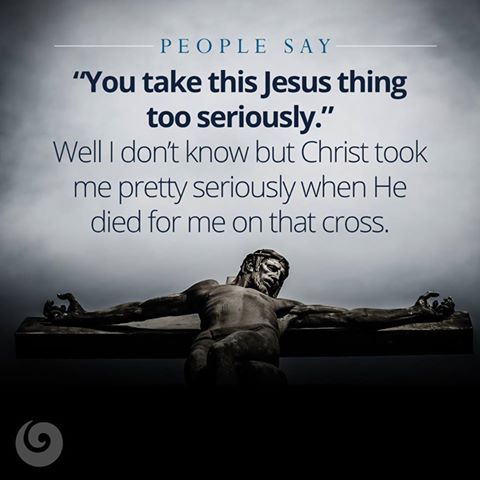 PEOPLE SAY
“You take this Jesus thing
too seriously.”
Well I don’t know but Christ took
me pretty seriously when He
died for me on that cross.